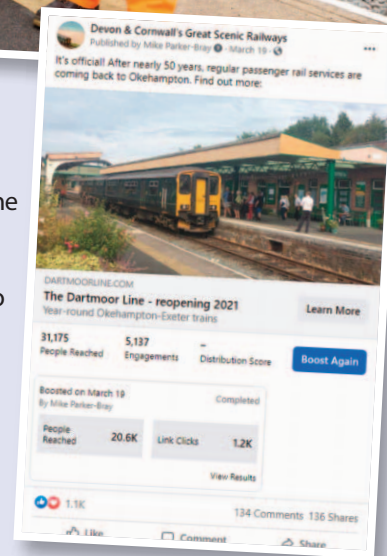 Devon & Cornwall's Great Scenic Railways
Published by Mike Parker-Bray · March 19 ·
It's official! After nearly 50 years, regular passenger rail services are
coming back to Okehampton. Find out more:
DARTMOORLINE.COM
The Dartmoor Line - reopening 2021
Year-round Okehampton-Exeter trains
Learn More
31,175
People Reached
5,137
Engagements
–
Distribution Score
Boost Again
Boosted on March 19
By Mike Parker-Bray
Completed
People
Reached
20.6K
Link Clicks
1.2K
View Results
1.1K
134 Comments 136 Shares
Like
Comment
Share